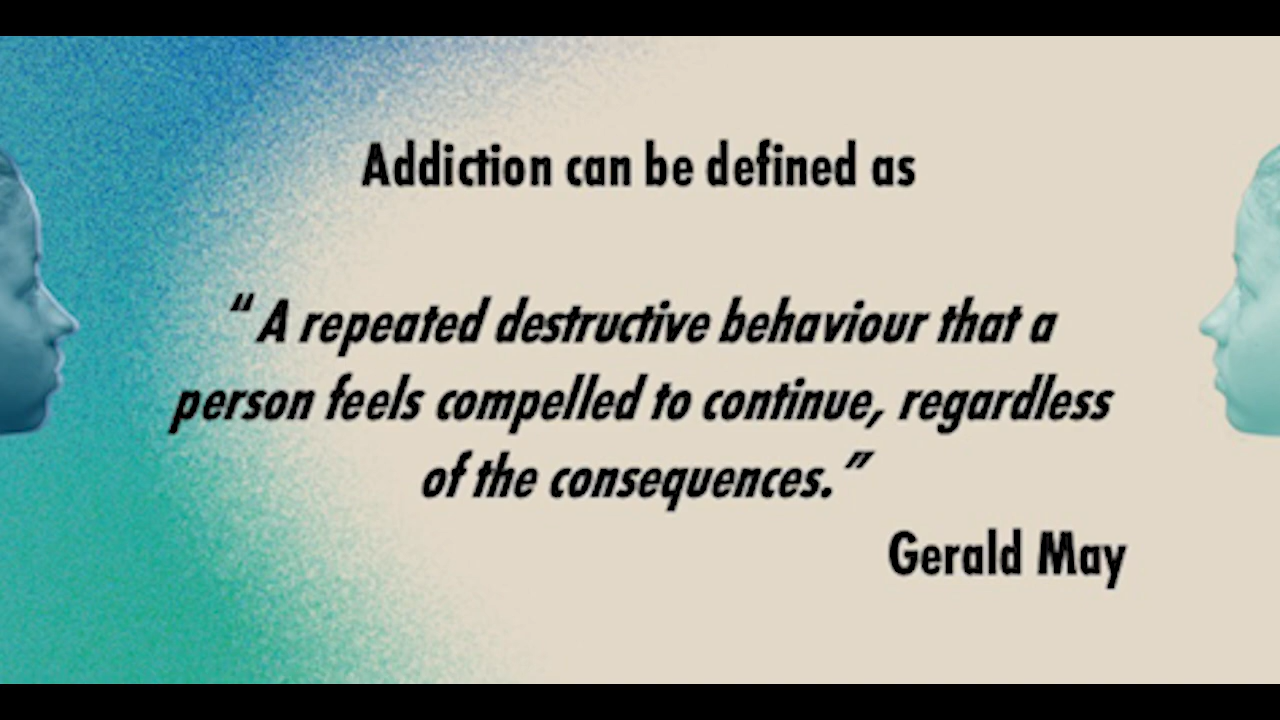 Addiction can be defined as
“ A repeated destructive behaviour that a
person feels compelled to continue, regardless
of the consequences.”
Gerald May